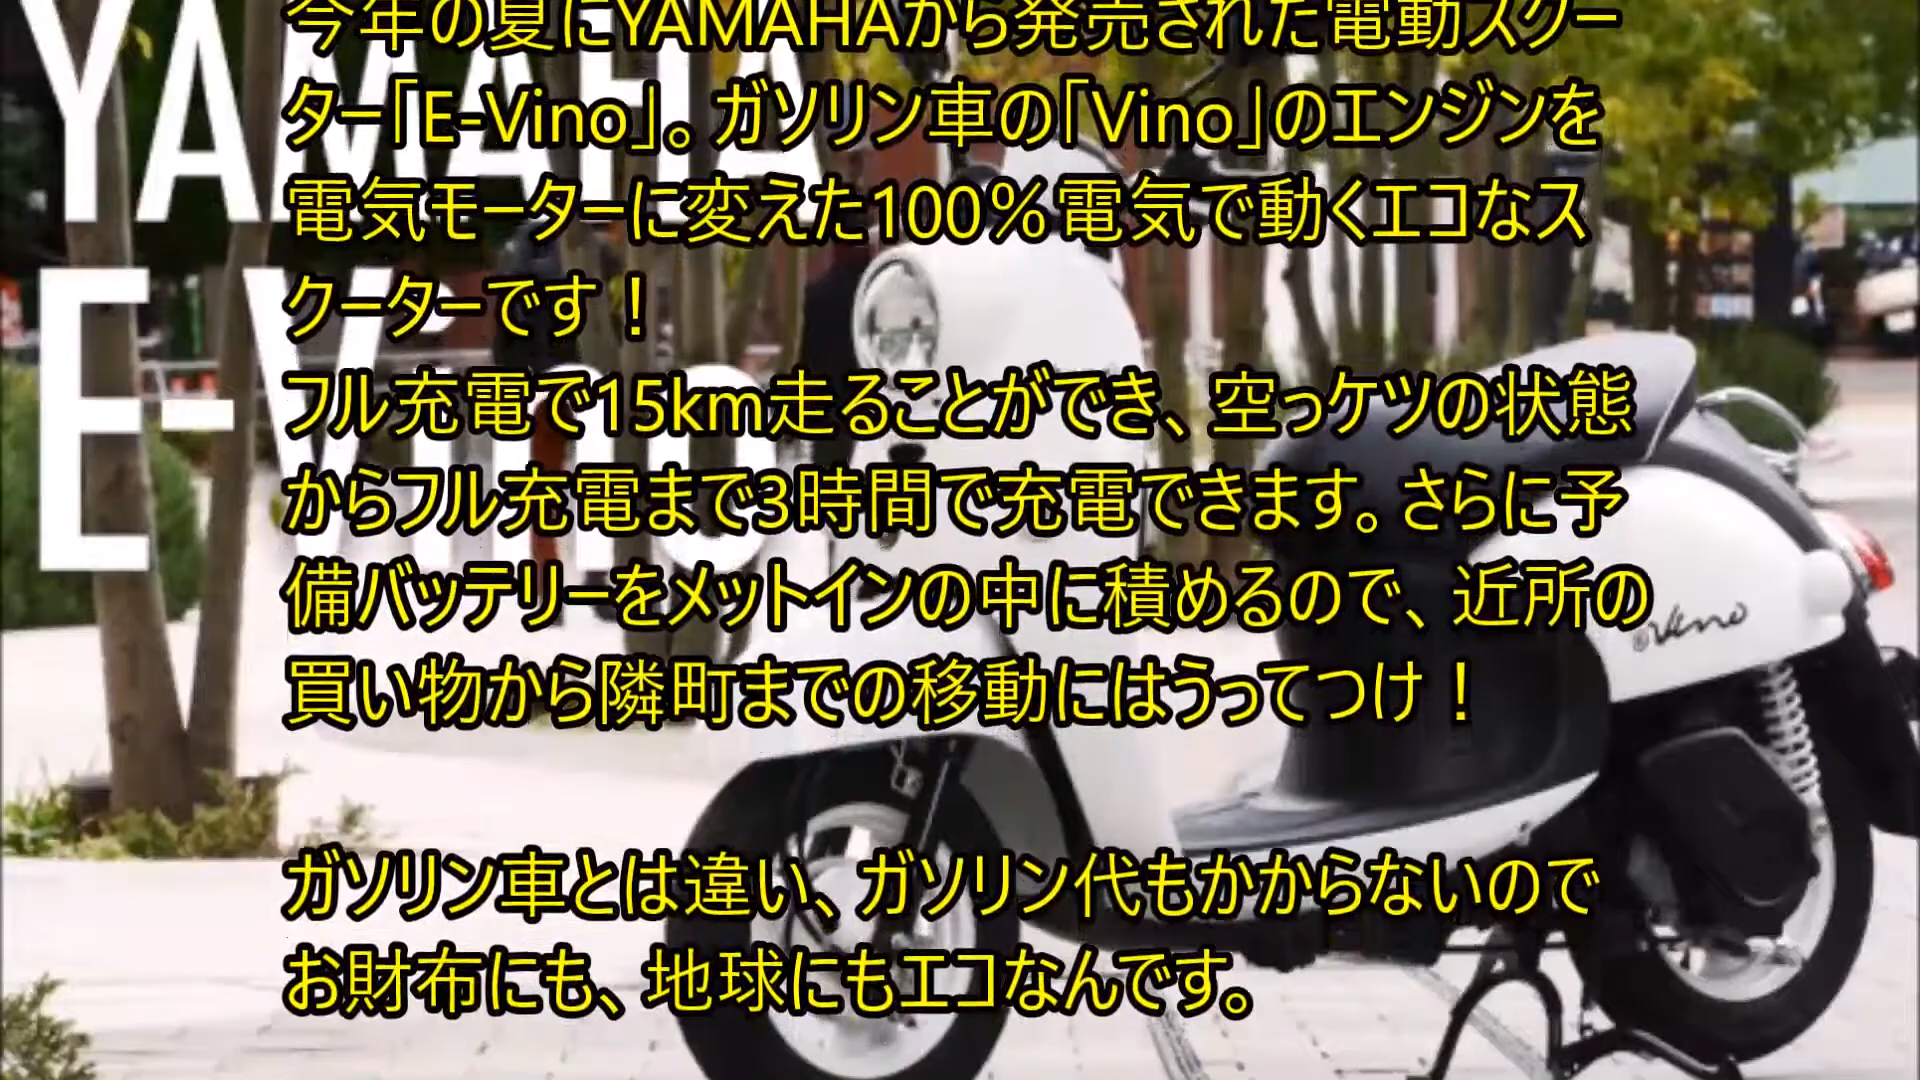 YAMAHA
E-Vino
今年の夏にYAMAHAから発売された電動スクー
ター「E-Vino」。ガソリン車の「Vino」のエンジンを
電気モーターに変えた100％電気で動くエコなス
クーターです！
フル充電で15km走ることができ、空っケツの状態
からフル充電まで3時間で充電できます。さらに予
備バッテリーをメットインの中に積めるので、近所の
買い物から隣町までの移動にはうってつけ！
ガソリン車とは違い、ガソリン代もかからないので
お財布にも、地球にもエコなんです。
Vino